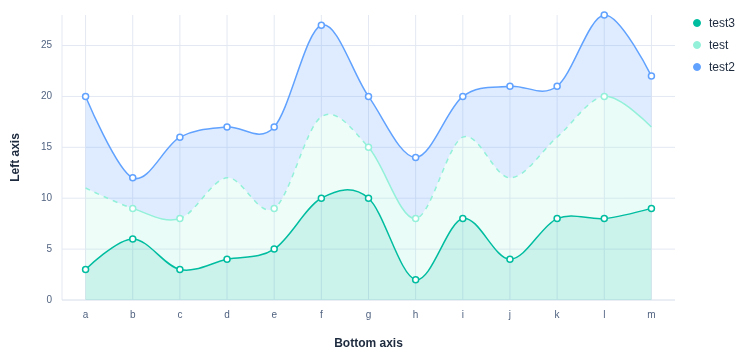 test3
test
test2
Left axis
25
20
15
10
5
0
a b c d e f g h i j k l m
Bottom axis